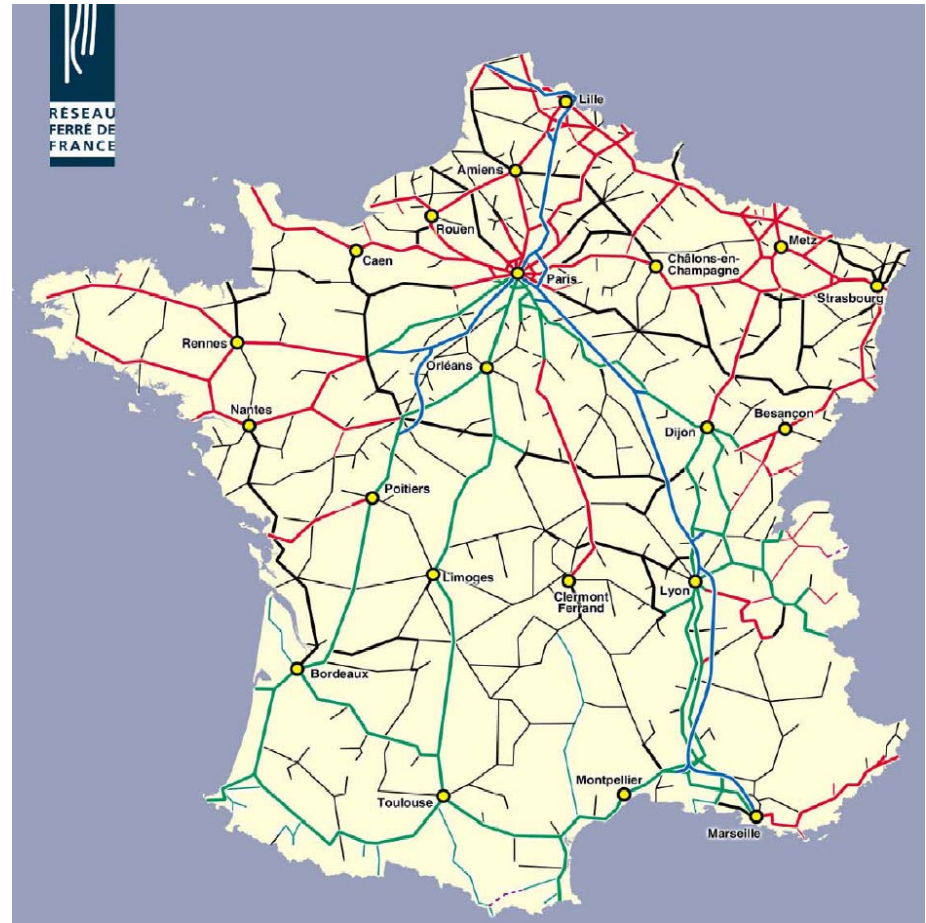 RÉSEAU
FERRÉ DE
FRANCE
Lille
Amiens
Rouen
Caen
Paris
Châlons-en-
Champagne
Metz
Strasbourg
Rennes
Orléans
Nantes
Dijon
Besançon
Poitiers
Limoges
Clermont
Ferrand
Lyon
Bordeaux
Toulouse
Montpellier
Marseille